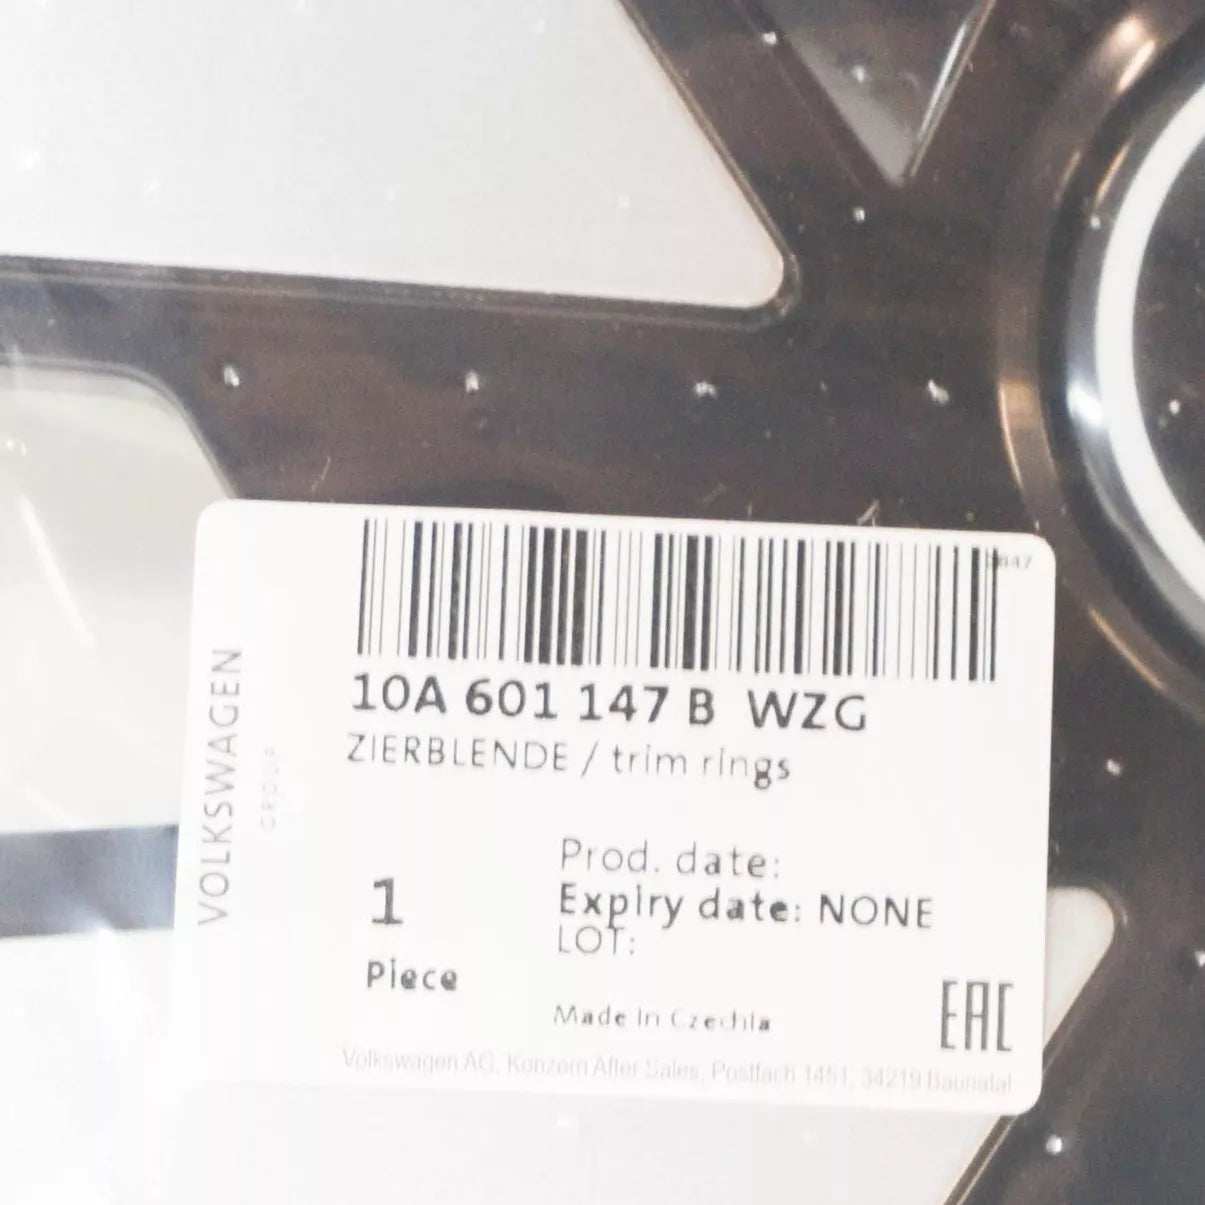 10A 601 147 B WZG
ZIERBLENDE / trim rings
VOLKSWAGEN
GROUP
Prod. date:
1
Expiry date: NONE
LOT:
Piece
Made in Czechia
EAC
Volkswagen AG, Konzern After Sales, Postfach 1451, 34219 Baunatal